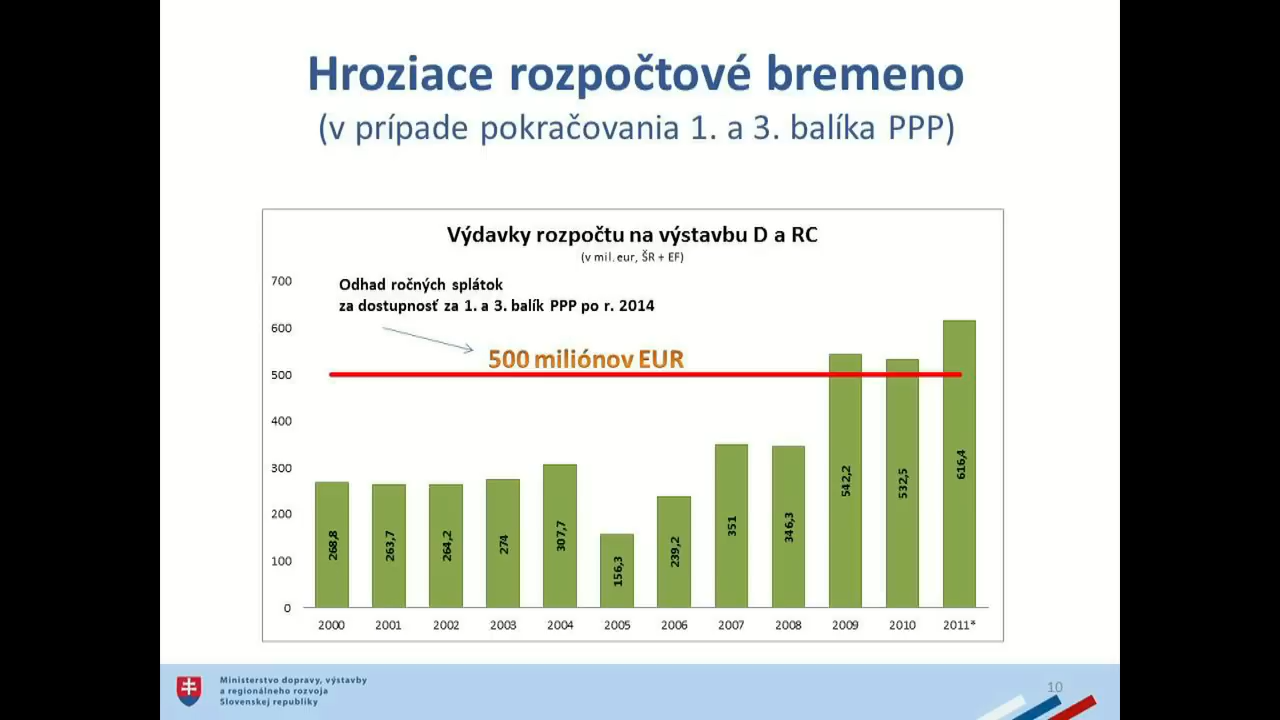 Hroziace rozpočtové bremeno
(v prípade pokračovania 1. a 3. balíka PPP)
Výdavky rozpočtu na výstavbu D a RC
(v mil. eur, ŠR + EF)
Odhad ročných splátok
za dostupnosť za 1. a 3. balík PPP po r. 2014
500 miliónov EUR
700
600
500
400
300
200
100
0
268,8
263,7
264,2
274
307,7
156,3
239,2
351
346,3
542,2
532,5
616,4
2000 2001 2002 2003 2004 2005 2006 2007 2008 2009 2010 2011*
Ministerstvo dopravy, výstavby
a regionálneho rozvoja
Slovenskej republiky
10